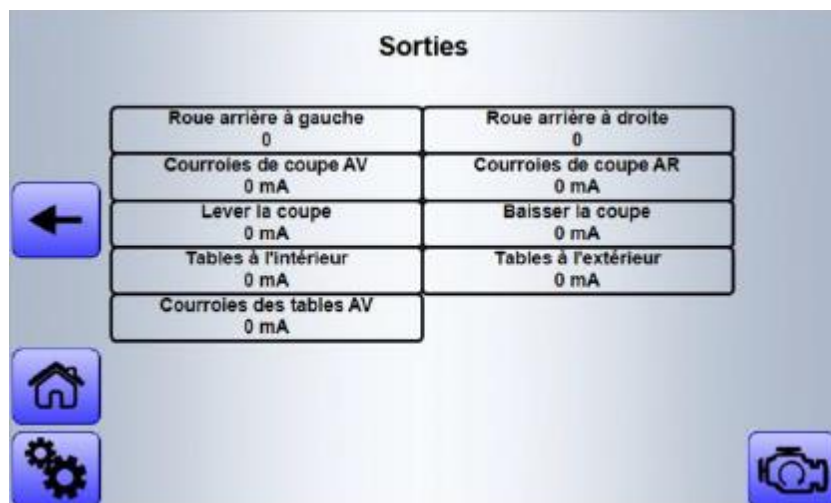 Sorties
Roue arrière à gauche
0
Roue arrière à droite
0
Courroies de coupe AV
0 mA
Courroies de coupe AR
0 mA
Lever la coupe
0 mA
Baisser la coupe
0 mA
Tables à l'intérieur
0 mA
Tables à l'extérieur
0 mA
Courroies des tables AV
0 mA